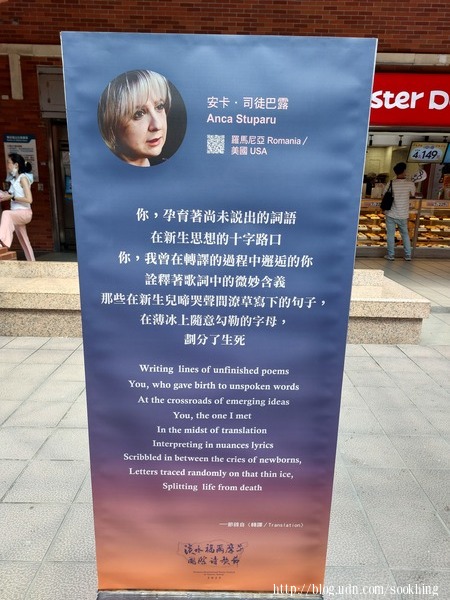 安卡・司徒巴露
Anca Stuparu
羅馬尼亞 Romania /
美國 USA
ster D
4 149
你，孕育著尚未說出的詞語
在新生思想的十字路口
你，我曾在轉譯的過程中邂逅的你
詮釋著歌詞中的微妙含義
那些在新生兒啼哭聲間潦草寫下的句子，
在薄冰上隨意勾勒的字母，
劃分了生死
Writing lines of unfinished poems
You, who gave birth to unspoken words
At the crossroads of emerging ideas
You, the one I met
In the midst of translation
Interpreting in nuances lyrics
Scribbled in between the cries of newborns,
Letters traced randomly on that thin ice,
Splitting life from death
(轉譯/Translation)
淡水福爾摩莎
國際詩歌節
http://blog.udn.com/sookhing